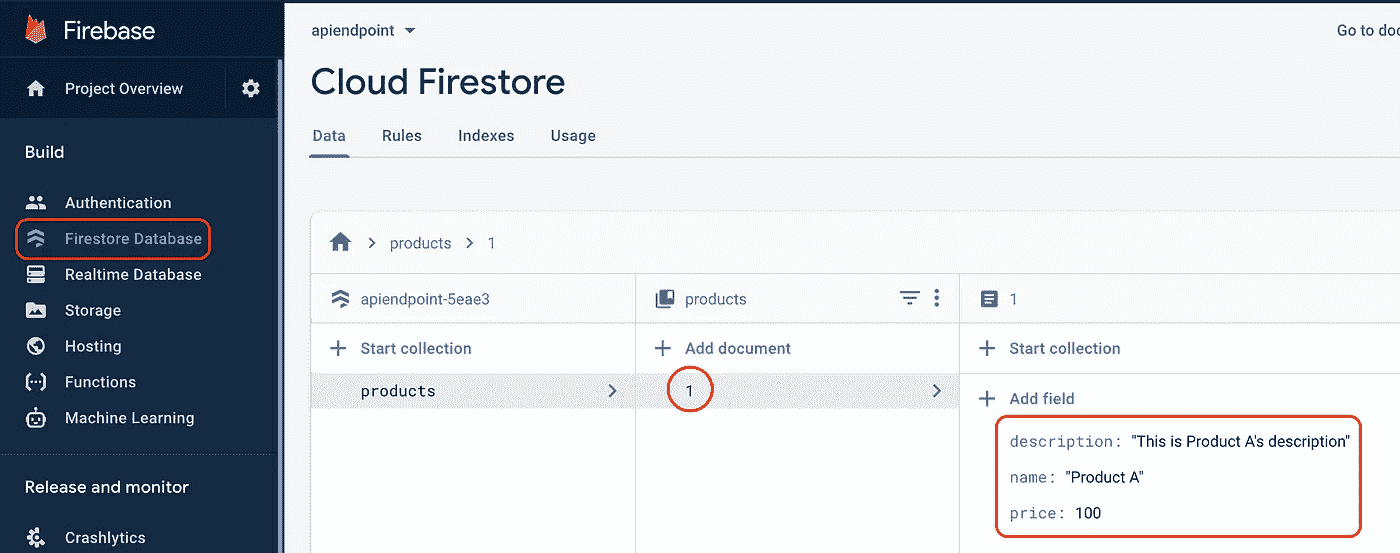 Firebase
Project Overview
Build
Authentication
Firestore Database
Realtime Database
Storage
Hosting
Functions
Machine Learning
Release and monitor
Crashlytics
apiendpoint
Go to
Cloud Firestore
Data Rules Indexes Usage
products 1
apiendpoint-5eae3
Start collection
products
products
Add document
1
1
Start collection
Add field
description: "This is Product A's description"
name: "Product A"
price: 100